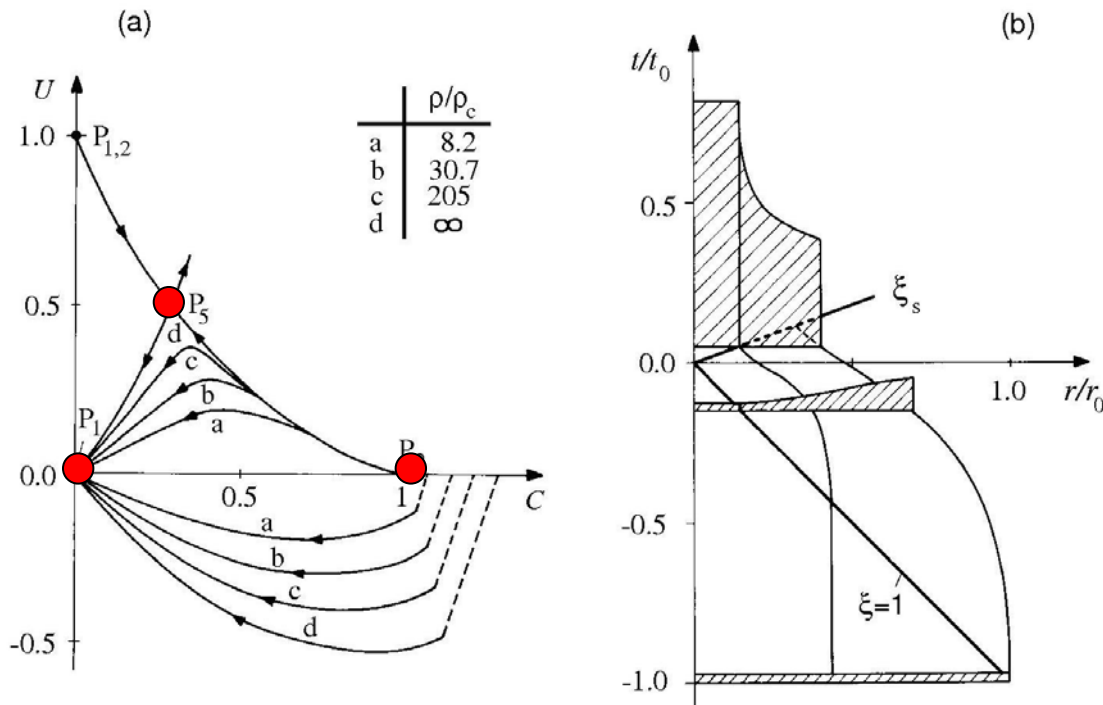 (a)
U
1.0
P1,2
ρ/ρc
a 8.2
b 30.7
c 205
d ∞
0.5
P5
d
c
b
a
P1
0.0
0.5
1
C
a
b
c
d
-0.5
(b)
t/t0
0.5
ξs
0.0
1.0
r/r0
-0.5
ξ=1
-1.0